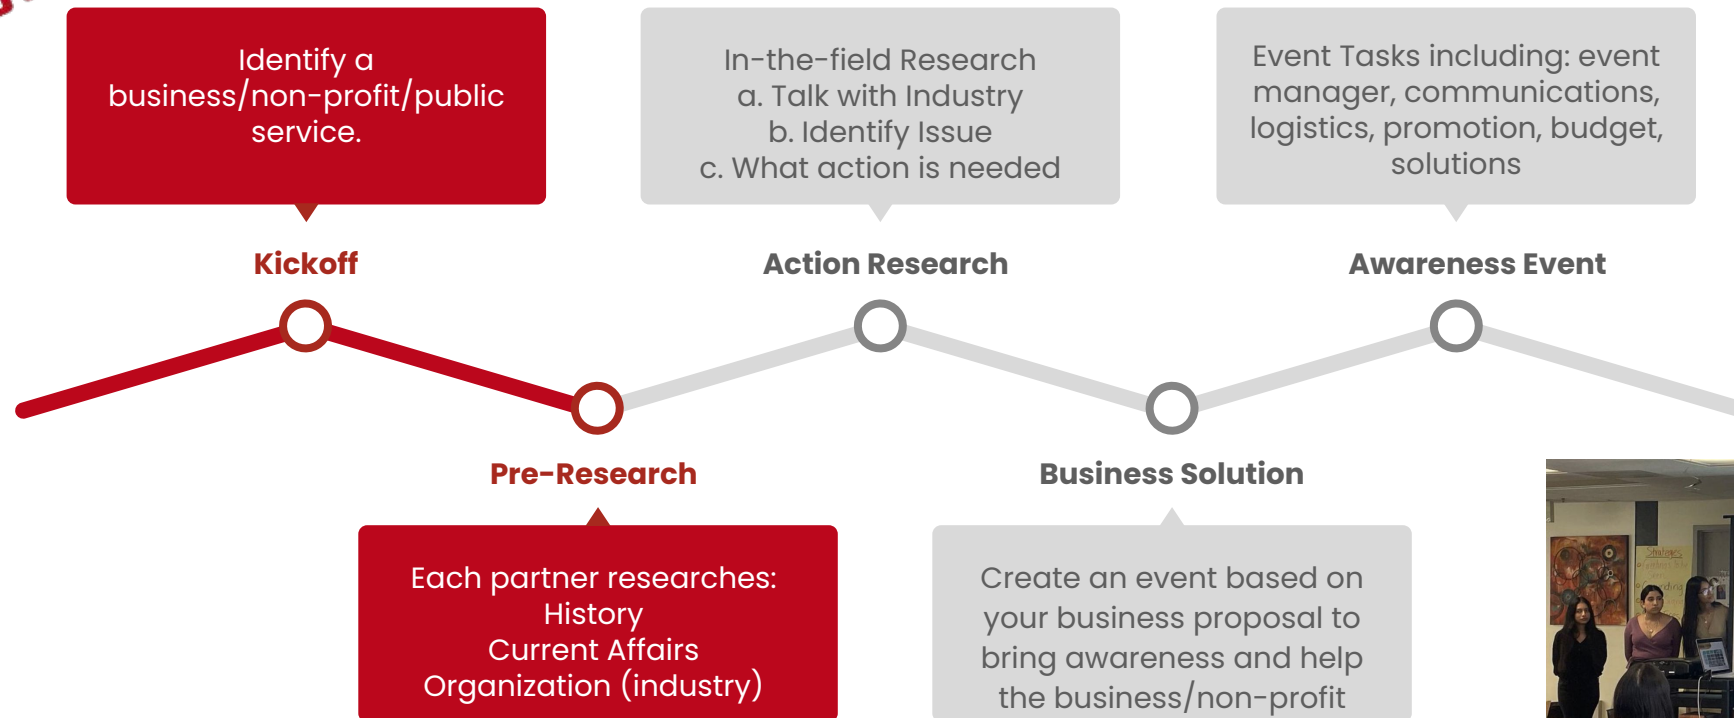 Identify a
business/non-profit/public
service.
Kickoff
In-the-field Research
a. Talk with Industry
b. Identify Issue
c. What action is needed
Action Research
Event Tasks including: event
manager, communications,
logistics, promotion, budget,
solutions
Awareness Event
Pre-Research
Each partner researches:
History
Current Affairs
Organization (industry)
Business Solution
Create an event based on
your business proposal to
bring awareness and help
the business/non-profit
Strategies